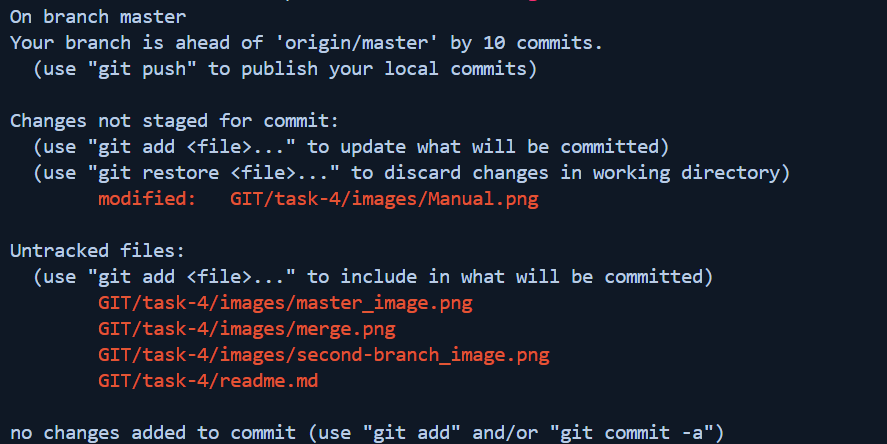 On branch master
Your branch is ahead of 'origin/master' by 10 commits.
  (use "git push" to publish your local commits)

Changes not staged for commit:
  (use "git add <file>..." to update what will be committed)
  (use "git restore <file>..." to discard changes in working directory)
        modified:   GIT/task-4/images/Manual.png

Untracked files:
  (use "git add <file>..." to include in what will be committed)
        GIT/task-4/images/master_image.png
        GIT/task-4/images/merge.png
        GIT/task-4/images/second-branch_image.png
        GIT/task-4/readme.md

no changes added to commit (use "git add" and/or "git commit -a")